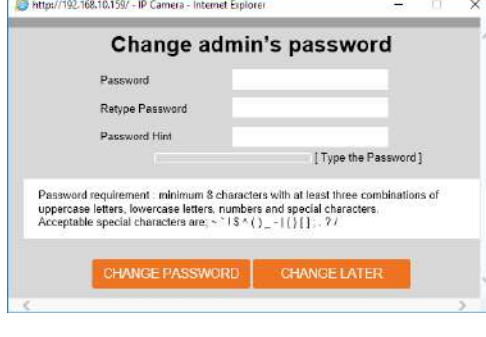 http://192.168.10.159/ - IP Camera - Internet Explorer
Change admin's password
Password
Retype Password
Password Hint
[ Type the Password ]
Password requirement : minimum 8 characters with at least three combinations of
uppercase letters, lowercase letters, numbers and special characters.
Acceptable special characters are; ~ ` ! $ ^ ( ) _ - | { } [ ] ; . ? /
CHANGE PASSWORD CHANGE LATER